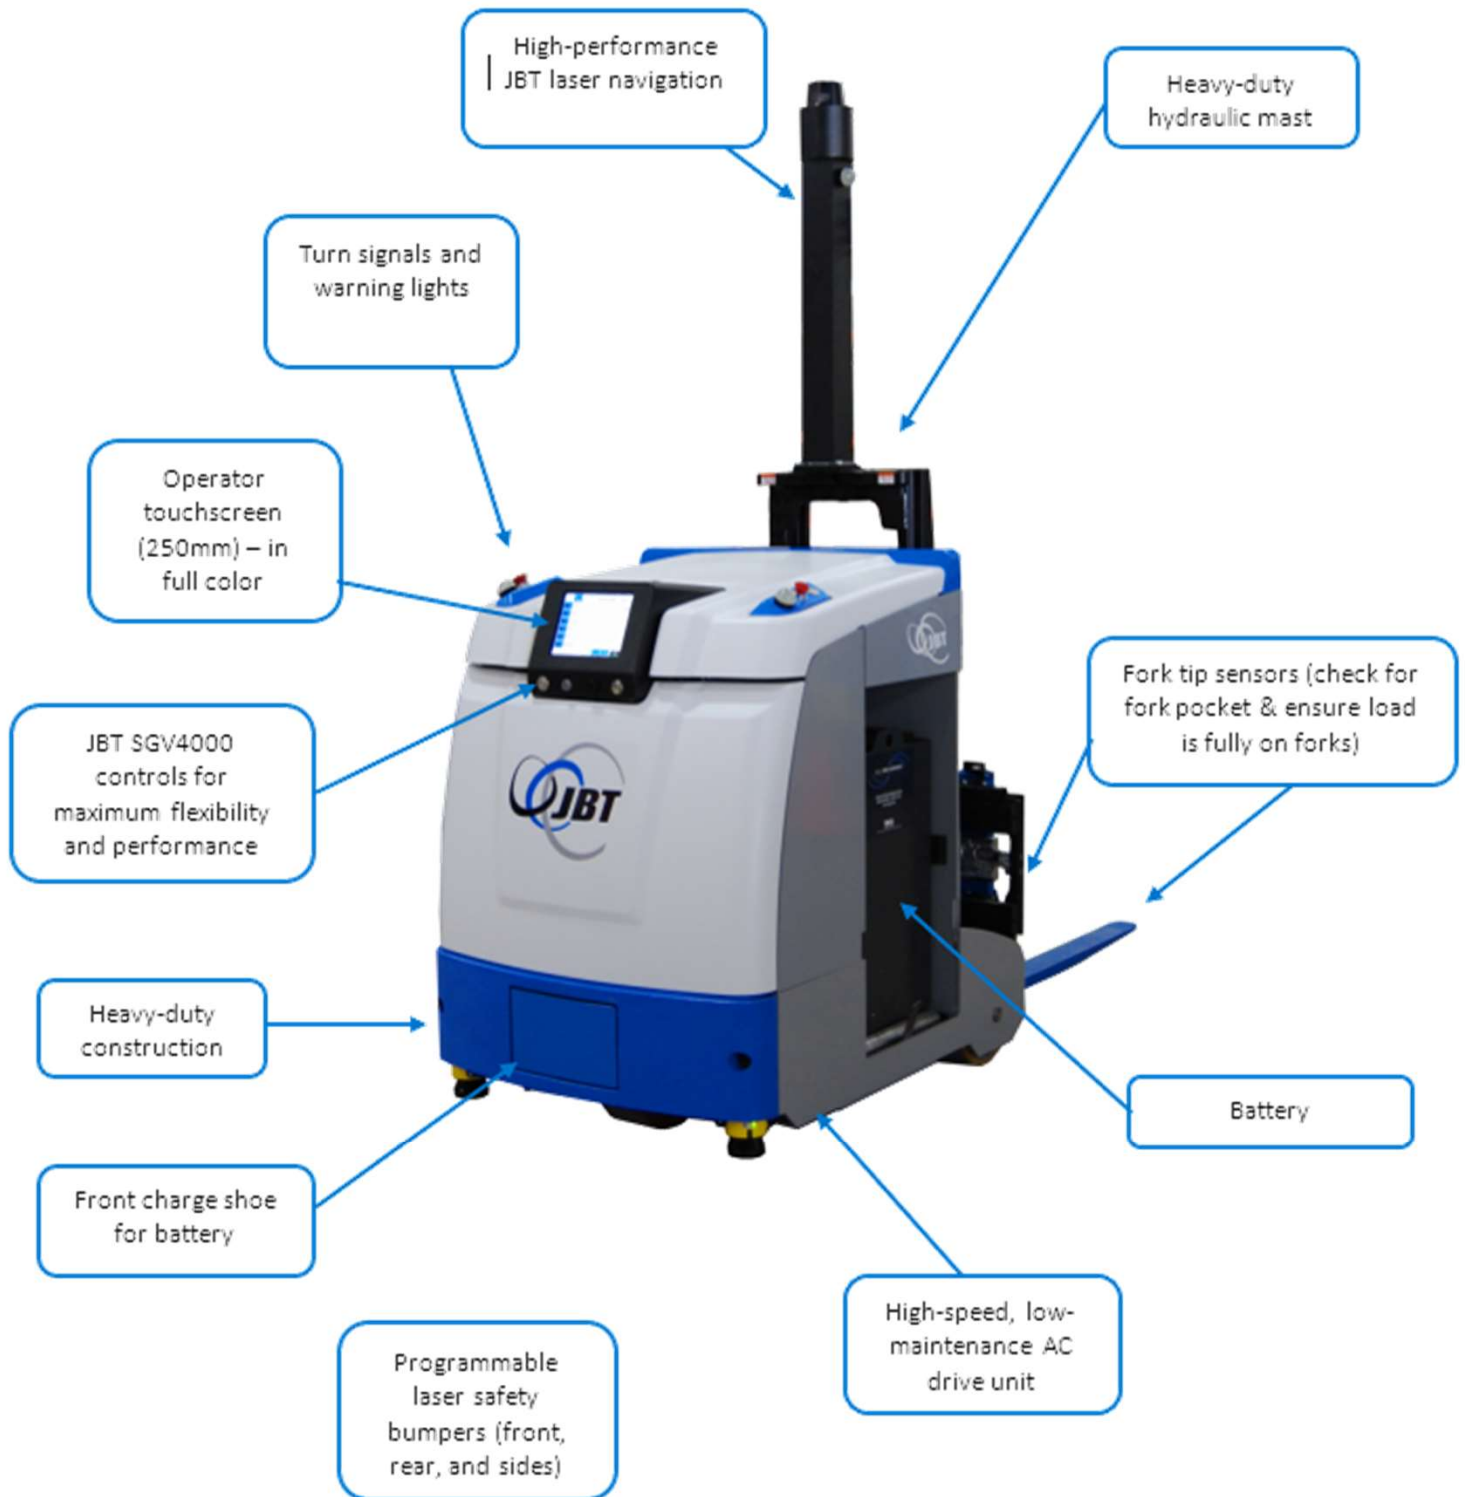 High-performance
JBT laser navigation
Heavy-duty
hydraulic mast
Turn signals and
warning lights
Operator
touchscreen
(250mm) – in
full color
JBT
Fork tip sensors (check for
fork pocket & ensure load
is fully on forks)
JBT SGV4000
controls for
maximum flexibility
and performance
JBT
Heavy-duty
construction
Battery
Front charge shoe
for battery
High-speed, low-
maintenance AC
drive unit
Programmable
laser safety
bumpers (front,
rear, and sides)